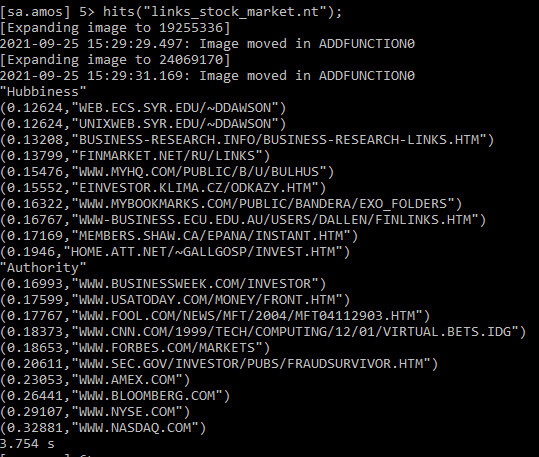 [sa.amos] 5> hits("links_stock_market.nt");
[Expanding image to 19255336]
2021-09-25 15:29:29.497: Image moved in ADDFUNCTION0
[Expanding image to 24069170]
2021-09-25 15:29:31.169: Image moved in ADDFUNCTION0
"Hubbiness"
(0.12624,"WEB.ECS.SYR.EDU/~DDAWSON")
(0.12624,"UNIXWEB.SYR.EDU/~DDAWSON")
(0.13208,"BUSINESS-RESEARCH.INFO/BUSINESS-RESEARCH-LINKS.HTM")
(0.13799,"FINMARKET.NET/RU/LINKS")
(0.15476,"WWW.MYHQ.COM/PUBLIC/B/U/BULHUS")
(0.15552,"EINVESTOR.KLIMA.CZ/ODKAZY.HTM")
(0.16322,"WWW.MYBOOKMARKS.COM/PUBLIC/BANDERA/EXO_FOLDERS")
(0.16767,"WWW-BUSINESS.ECU.EDU.AU/USERS/DALLEN/FINLINKS.HTM")
(0.17169,"MEMBERS.SHAW.CA/EPANA/INSTANT.HTM")
(0.1946,"HOME.ATT.NET/~GALLGOSP/INVEST.HTM")
"Authority"
(0.16993,"WWW.BUSINESSWEEK.COM/INVESTOR")
(0.17599,"WWW.USATODAY.COM/MONEY/FRONT.HTM")
(0.17767,"WWW.FOOL.COM/NEWS/MFT/2004/MFT04112903.HTM")
(0.18373,"WWW.CNN.COM/1999/TECH/COMPUTING/12/01/VIRTUAL.BETS.IDG")
(0.18653,"WWW.FORBES.COM/MARKETS")
(0.20611,"WWW.SEC.GOV/INVESTOR/PUBS/FRAUDSURVIVOR.HTM")
(0.23053,"WWW.AMEX.COM")
(0.26441,"WWW.BLOOMBERG.COM")
(0.29107,"WWW.NYSE.COM")
(0.32881,"WWW.NASDAQ.COM")
3.754 s